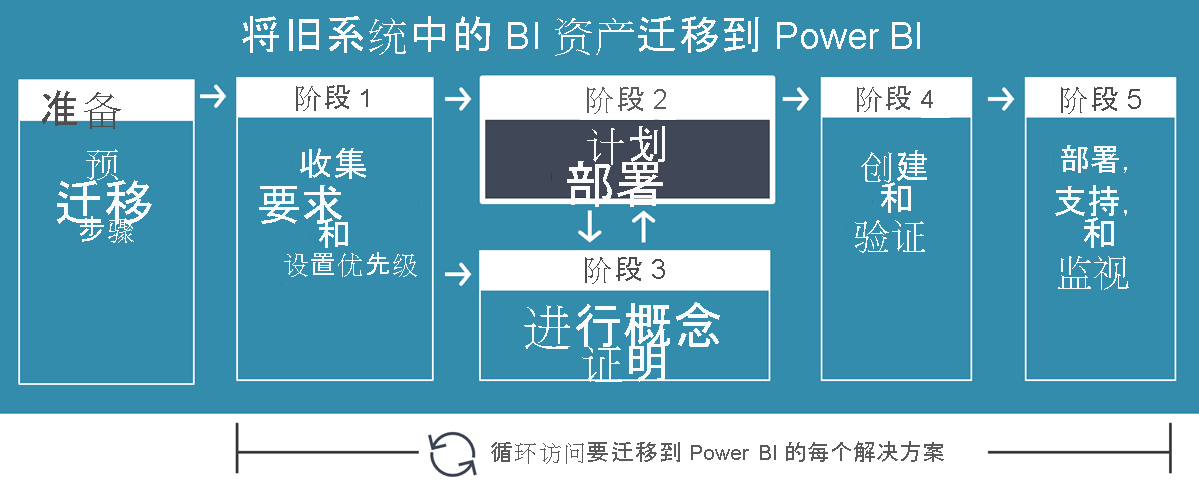 将旧系统中的 BI 资产迁移到 Power BI
准备
预
迁移
步骤
阶段 1
收集
要求
和
设置优先级
阶段 2
计划
部署
阶段 3
进行概念
证明
阶段 4
创建
和
验证
阶段 5
部署,
支持,
和
监视
循环访问要迁移到 Power BI 的每个解决方案